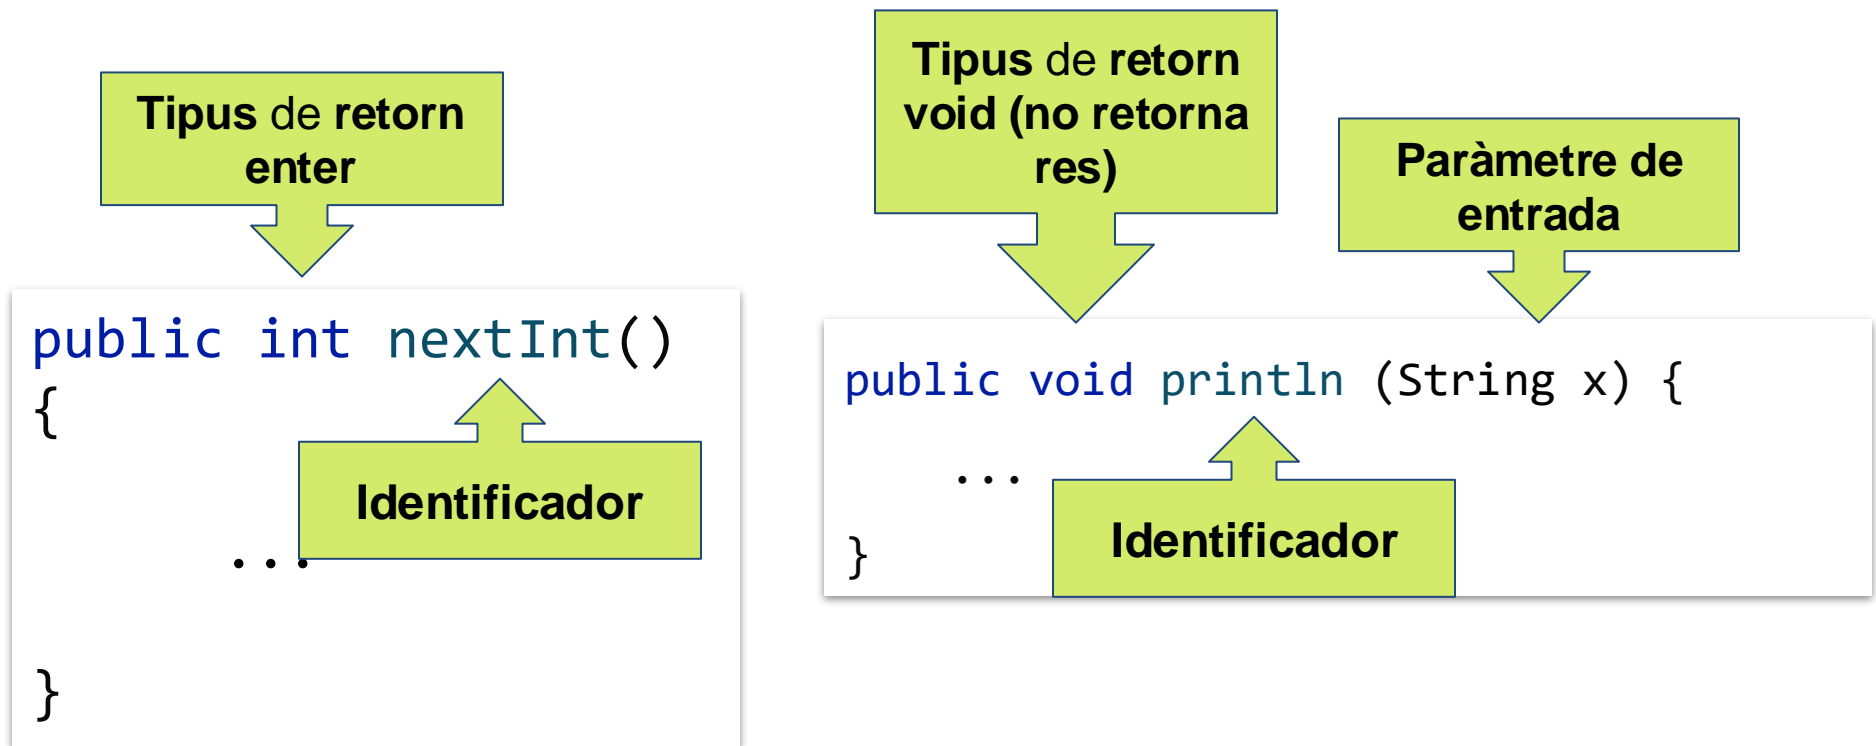 Tipus de retorn
enter
public int nextInt()
{
Identificador
...
}
Tipus de retorn
void (no retorna
res)
Paràmetre de
entrada
public void println (String x) {
...
Identificador
}